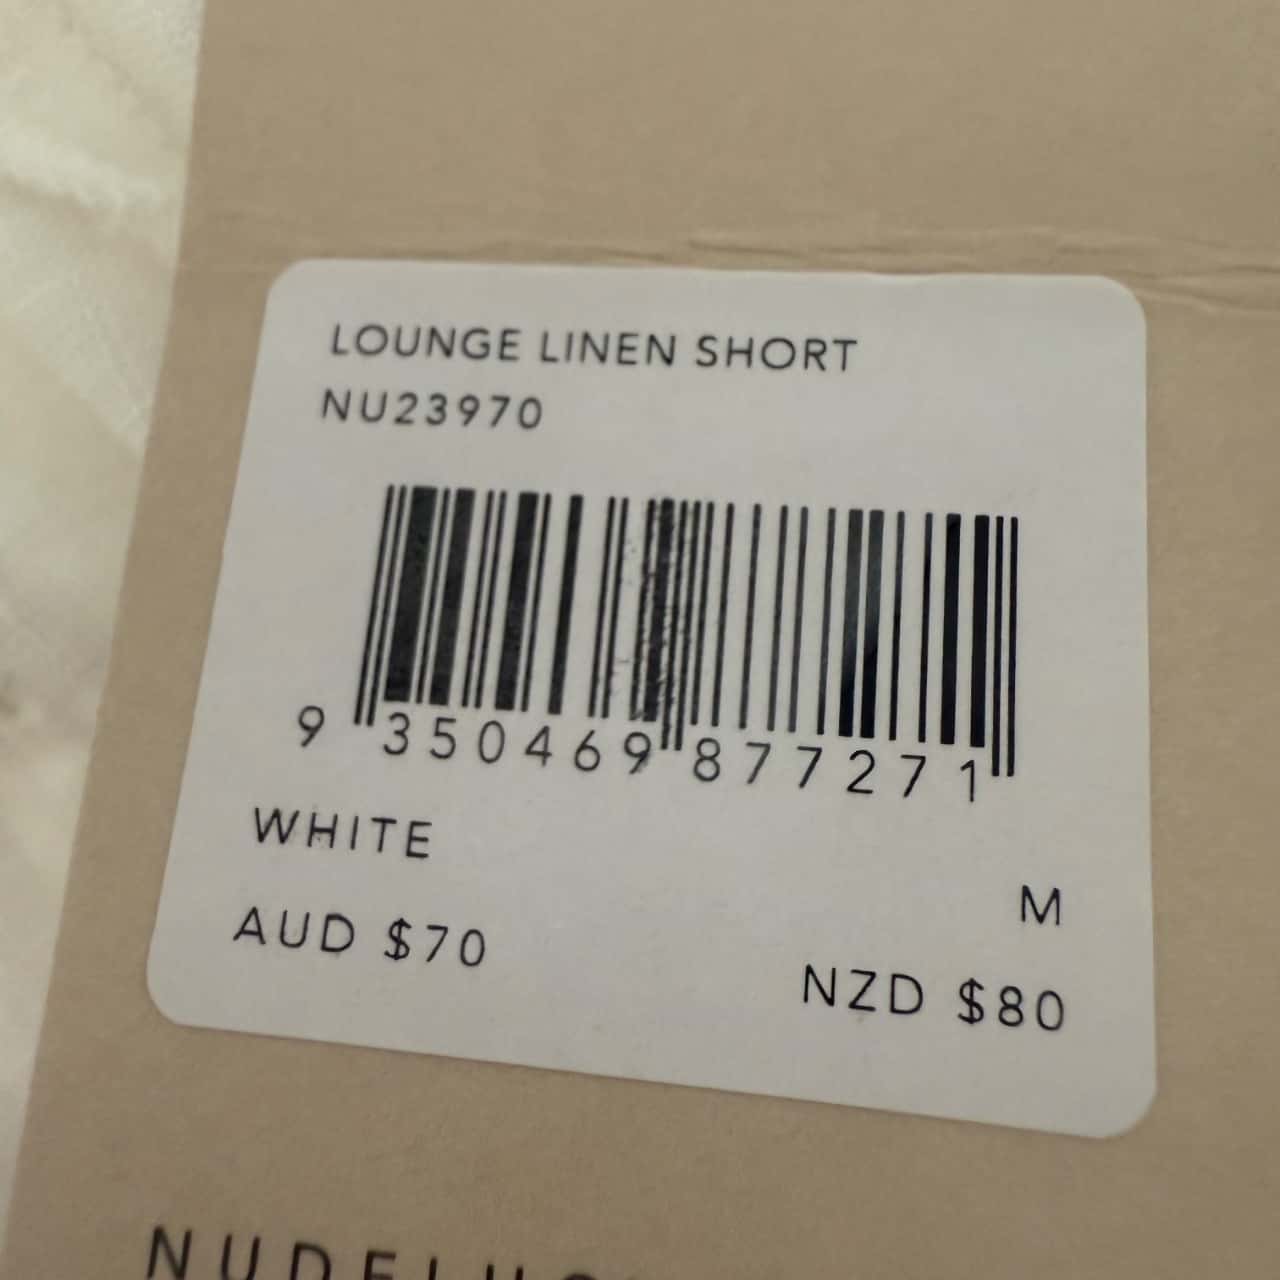 LOUNGE LINEN SHORT
NU23970
9 350469 877271
WHITE
M
AUD $70
NZD $80